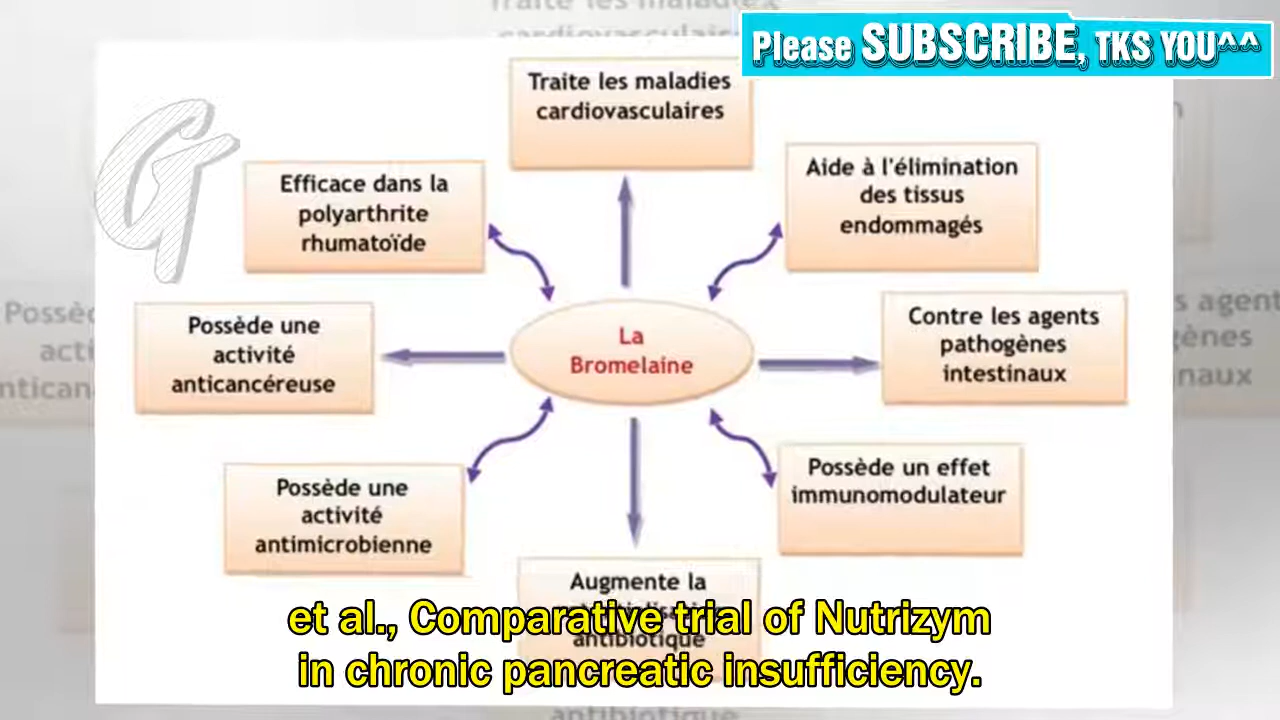 Please SUBSCRIBE, TKS YOU^^
Traite les maladies
cardiovasculaires
Efficace dans la
polyarthrite
rhumatoïde
Aide à l'élimination
des tissus
endommagés
Possède une
activité
anticancéreuse
La
Bromelaine
Contre les agents
pathogènes
intestinaux
Possède une
activité
antimicrobienne
Possède un effet
immunomodulateur
Augmente la
antibiotique
et al., Comparative trial of Nutrizym
in chronic pancreatic insufficiency.